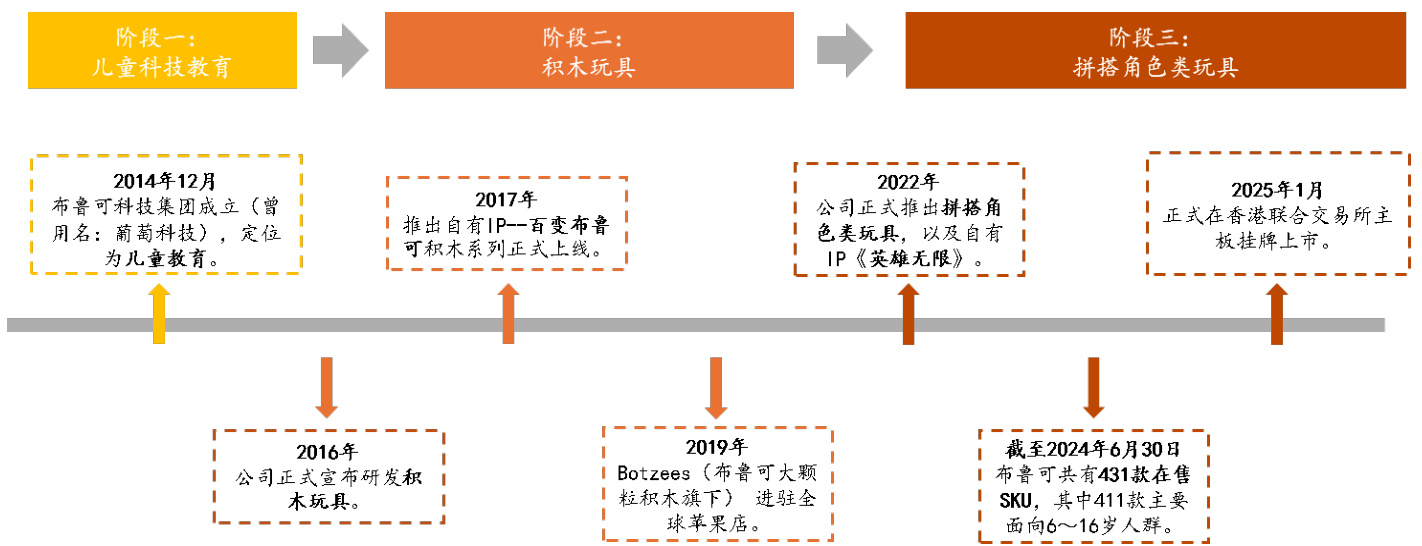 阶段一：
儿童科技教育
阶段二：
积木玩具
阶段三：
拼搭角色类玩具
2014年12月
布鲁可科技集团成立（曾
用名：葡萄科技），定位
为儿童教育。
2017年
推出自有IP--百变布鲁
可积木系列正式上线。
2022年
公司正式推出拼搭角
色类玩具，以及自有
IP《英雄无限》。
2025年1月
正式在香港联合交易所主
板挂牌上市。
2016年
公司正式宣布研发积
木玩具。
2019年
Botzees（布鲁可大颗
粒积木旗下） 进驻全
球苹果店。
截至2024年6月30日
布鲁可共有431款在售
SKU，其中411款主要
面向6～16岁人群。